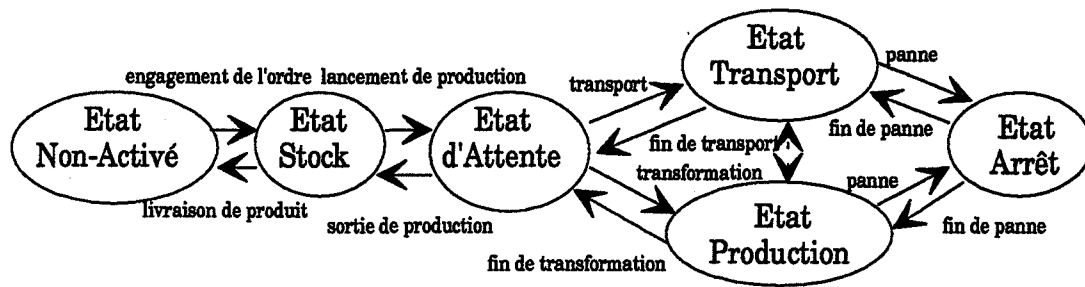 Etat
Transport
panne
engagement de l'ordre lancement de production
transport
Etat
Non-Activé
Etat
Stock
Etat
d'Attente
fin de transport
fin de panne
Etat
Arrêt
transformation
panne
livraison de produit
sortie de production
Etat
Production
fin de panne
fin de transformation